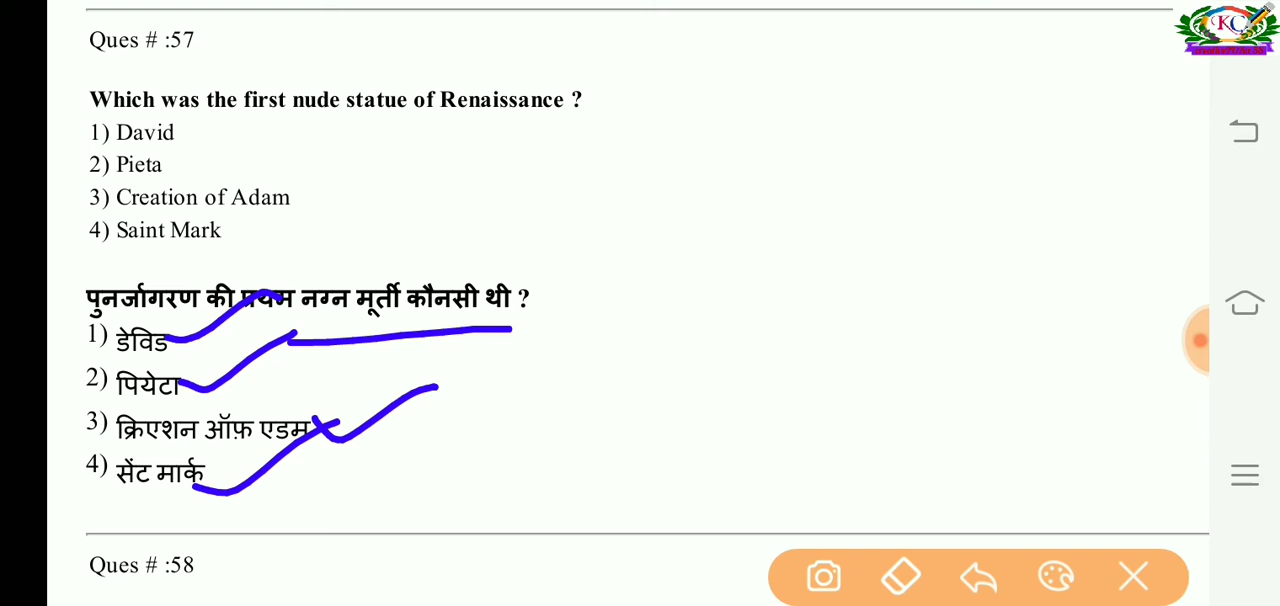 KC
Ques # :57
Which was the first nude statue of Renaissance ?
1) David
2) Pieta
3) Creation of Adam
4) Saint Mark
पुनर्जागरण की प्रथम नग्न मूर्ती कौनसी थी ?
1) डेविड
2) पियेटा
3) क्रिएशन ऑफ़ एडम
4) सेंट मार्क
Ques # :58